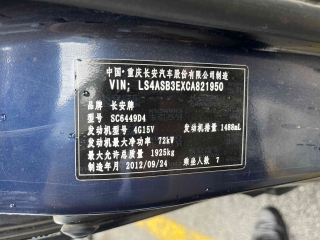 中国·重庆长安汽车股份有限公司制造
VIN: LS4ASB3EXCA821950
品牌 长安牌
型号 SC6449D4
发动机型号 4G15V 发动机排量 1488mL
发动机最大净功率 72kW
最大允许总质量 1925kg
制造年月 2012/09/24 乘坐人数 7